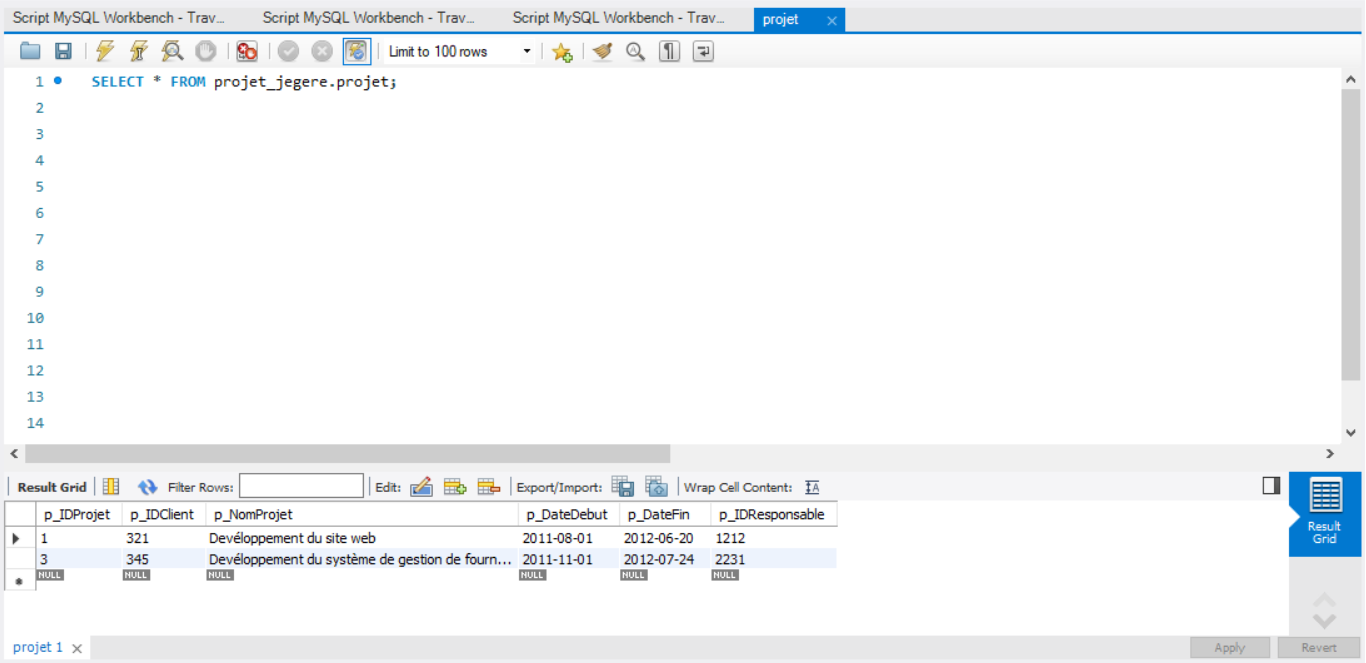 Script MySQL Workbench - Trav... Script MySQL Workbench - Trav... Script MySQL Workbench - Trav... projet
Limit to 100 rows
1 SELECT * FROM projet_jegere.projet;
2
3
4
5
6
7
8
9
10
11
12
13
14
Result Grid Filter Rows: Edit: Export/Import: Wrap Cell Content:
p_IDProjet p_IDClient p_NomProjet p_DateDebut p_DateFin p_IDResponsable
1 321 Devéloppement du site web 2011-08-01 2012-06-20 1212
3 345 Devéloppement du système de gestion de fourn... 2011-11-01 2012-07-24 2231
NULL NULL NULL NULL NULL NULL
Result
Grid
projet 1 Apply Revert